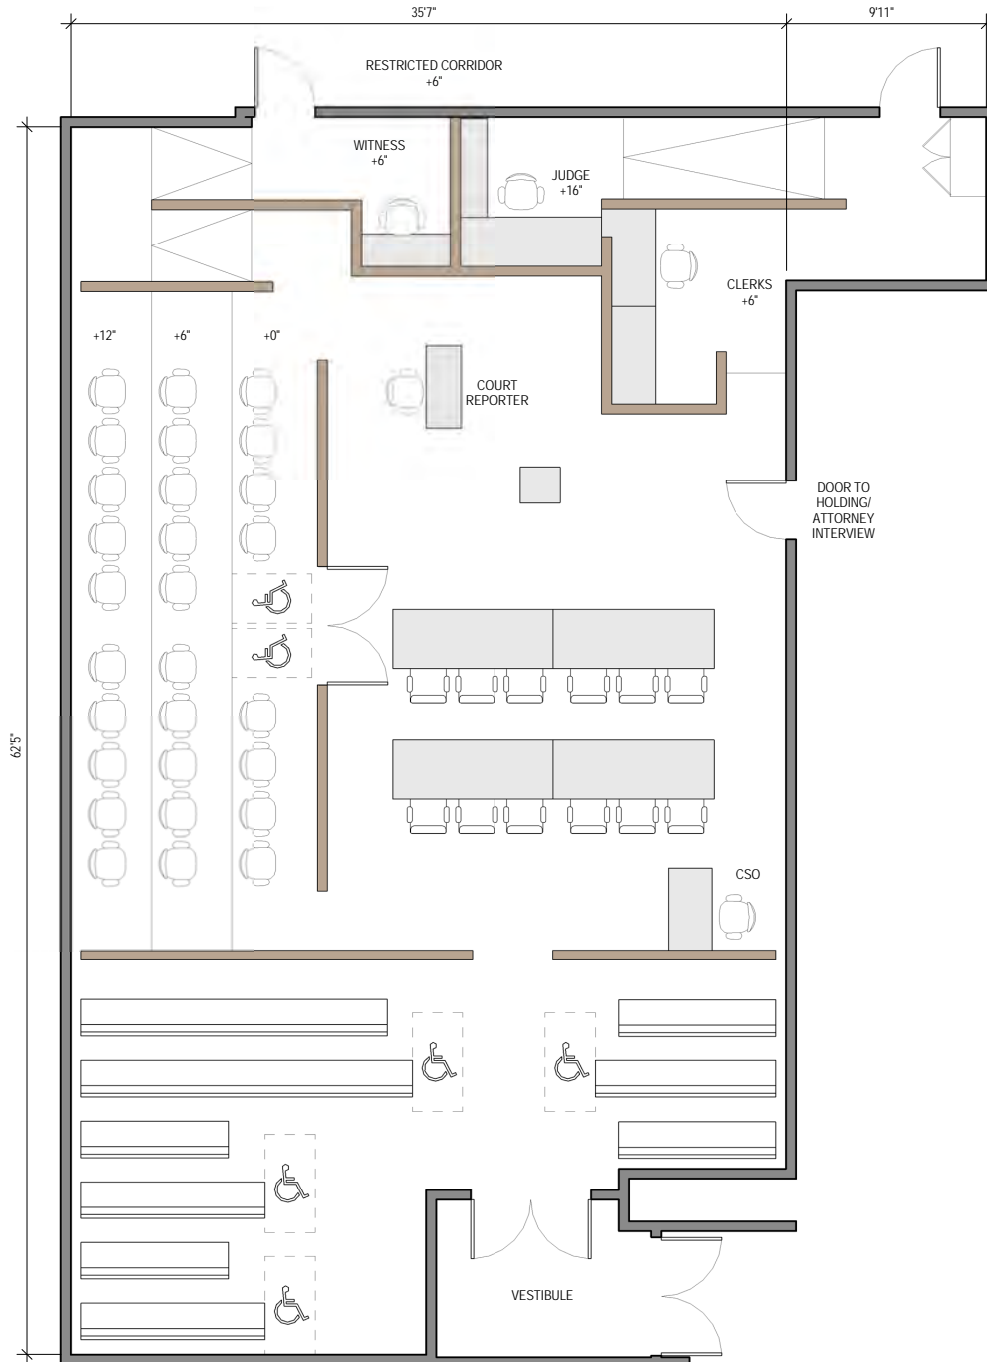 35'7"
9'11"
RESTRICTED CORRIDOR
+6"
WITNESS
+6"
JUDGE
+16"
CLERKS
+6"
+12"
+6"
+0"
COURT
REPORTER
DOOR TO
HOLDING/
ATTORNEY
INTERVIEW
62'5"
CSO
VESTIBULE